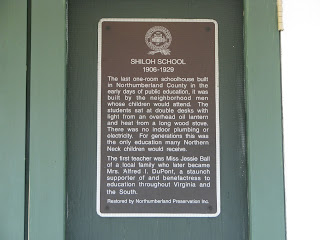 SHILOH SCHOOL
1906-1929
The last one-room schoolhouse built
in Northumberland County in the
early days of public education, it was
built by the neighborhood men
whose children would attend. The
students sat at double desks with
light from an overhead oil lantern
and heat from a long wood stove.
There was no indoor plumbing or
electricity. For generations this was
the only education many Northern
Neck children would receive.
The first teacher was Miss Jessie Ball
of a local family who later became
Mrs. Alfred I. DuPont, a staunch
supporter of and benefactress to
education throughout Virginia and
the South.
Restored by Northumberland Preservation Inc.